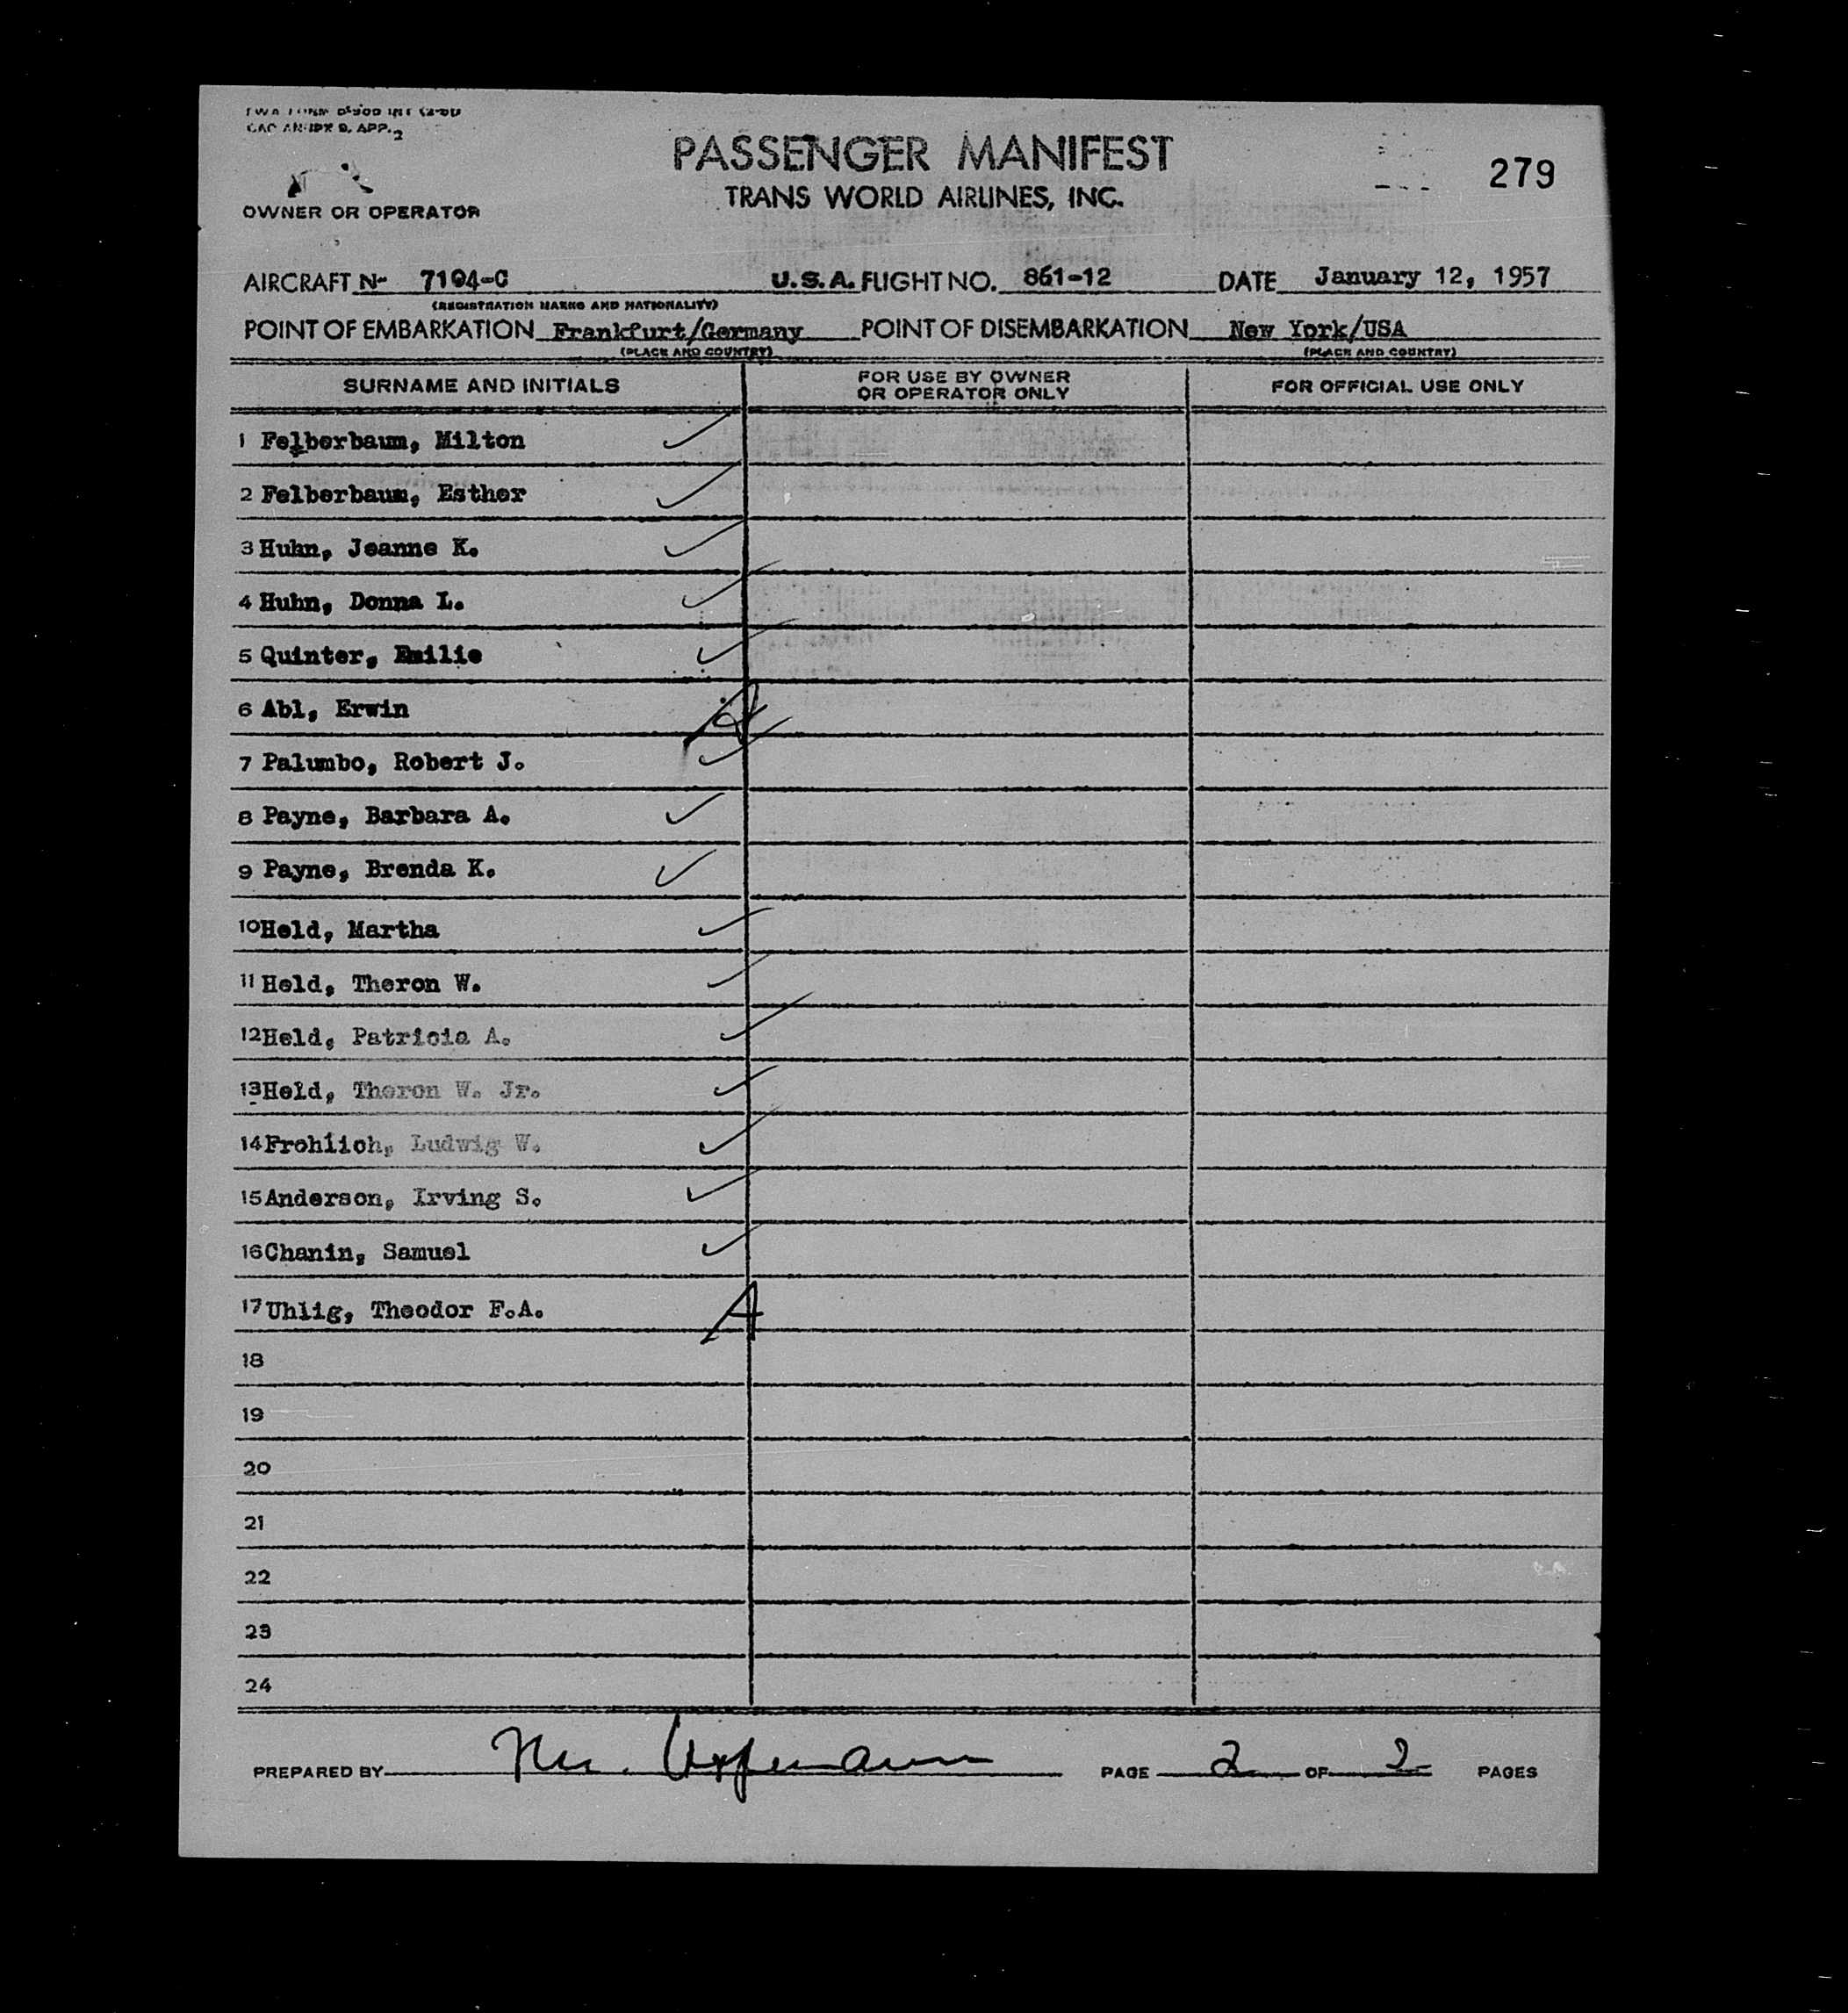 CAO ANNEX 9, APP. 2
PASSENGER MANIFEST
279
TRANS WORLD AIRLINES, INC.
OWNER OR OPERATOR
AIRCRAFT N- 7104-C U.S.A. FLIGHT NO. 861-12 DATE January 12, 1957
(REGISTRATION MARKS AND NATIONALITY)
POINT OF EMBARKATION Frankfurt/Germany POINT OF DISEMBARKATION New York/USA
(PLACE AND COUNTRY) (PLACE AND COUNTRY)
SURNAME AND INITIALS FOR USE BY OWNER OR OPERATOR ONLY FOR OFFICIAL USE ONLY
1 Felberbaum, Milton
2 Felberbaum, Esther
3 Huhn, Jeanne K.
4 Huhn, Donna L.
5 Quinter, Emilie
6 Abl, Erwin
7 Palumbo, Robert J.
8 Payne, Barbara A.
9 Payne, Brenda K.
10 Held, Martha
11 Held, Theron W.
12 Held, Patricia A.
13 Held, Theron W. Jr.
14 Frohlich, Ludwig W.
15 Anderson, Irving S.
16 Chanin, Samuel
17 Uhlig, Theodor F.A. A
18
19
20
21
22
23
24
PREPARED BY PAGE 2 OF 2 PAGES